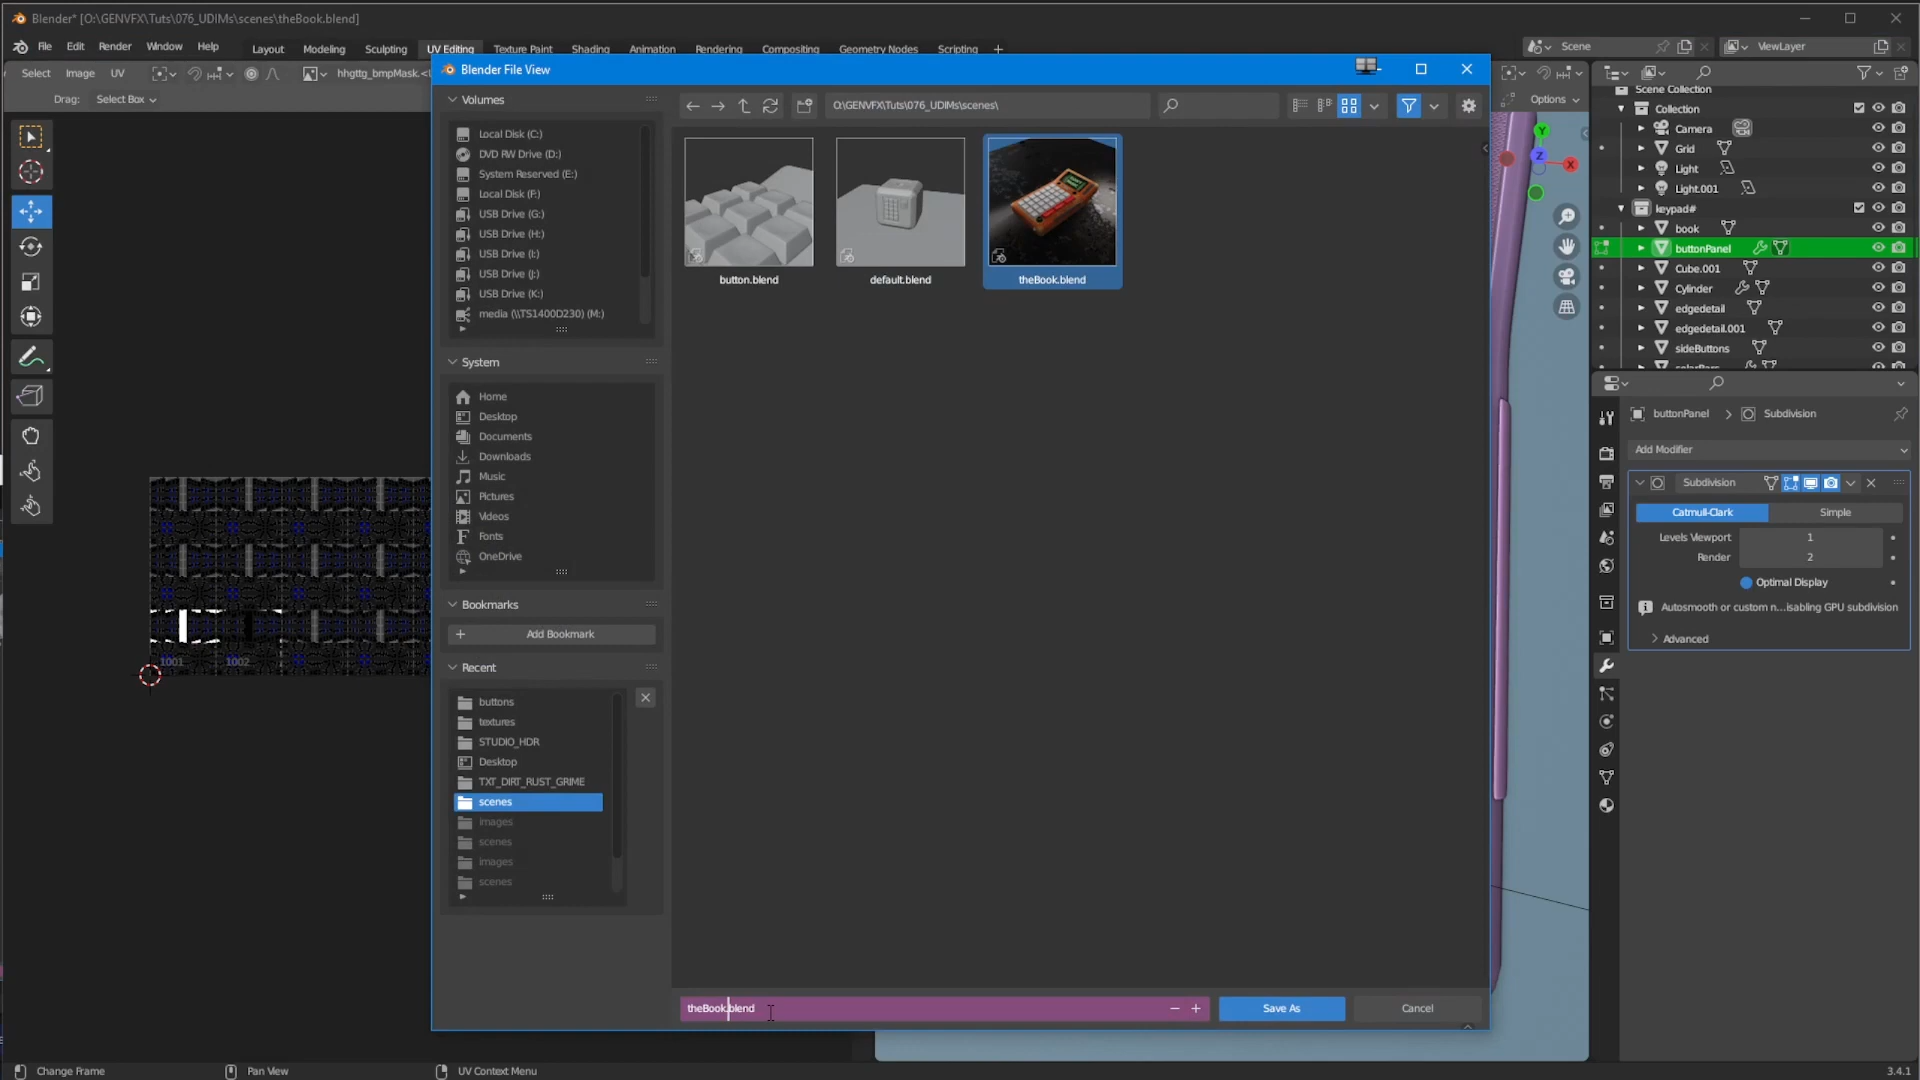 Blender* [O:\GENVFX\Tuts\076_UDIMs\scenes\theBook.blend]
File Edit Render Window Help Layout Modeling Sculpting UV Editing Texture Paint Shading Animation Rendering Compositing Geometry Nodes Scripting + Scene ViewLayer
Select Image UV hhgttg_bmpMask.<
Drag: Select Box
Options
Blender File View
Volumes
Local Disk (C:)
DVD RW Drive (D:)
System Reserved (E:)
Local Disk (F:)
USB Drive (G:)
USB Drive (H:)
USB Drive (I:)
USB Drive (J:)
USB Drive (K:)
media (\\TS1400D230) (M:)
System
Home
Desktop
Documents
Downloads
Music
Pictures
Videos
Fonts
OneDrive
Bookmarks
Add Bookmark
Recent
buttons
textures
STUDIO_HDR
Desktop
TXT_DIRT_RUST_GRIME
scenes
images
scenes
images
scenes
O:\GENVFX\Tuts\076_UDIMs\scenes\
button.blend
default.blend
theBook.blend
theBook.blend
Save As
Cancel
1001
1002
Y
Z
X
Scene Collection
Collection
Camera
Grid
Light
Light.001
keypad#
book
buttonPanel
Cube.001
Cylinder
edgedetail
edgedetail.001
sideButtons
buttonPanel > Subdivision
Add Modifier
Subdivision
Catmull-Clark Simple
Levels Viewport 1
Render 2
Optimal Display
Autosmooth or custom n...isabling GPU subdivision
Advanced
Change Frame
Pan View
UV Context Menu
3.4.1